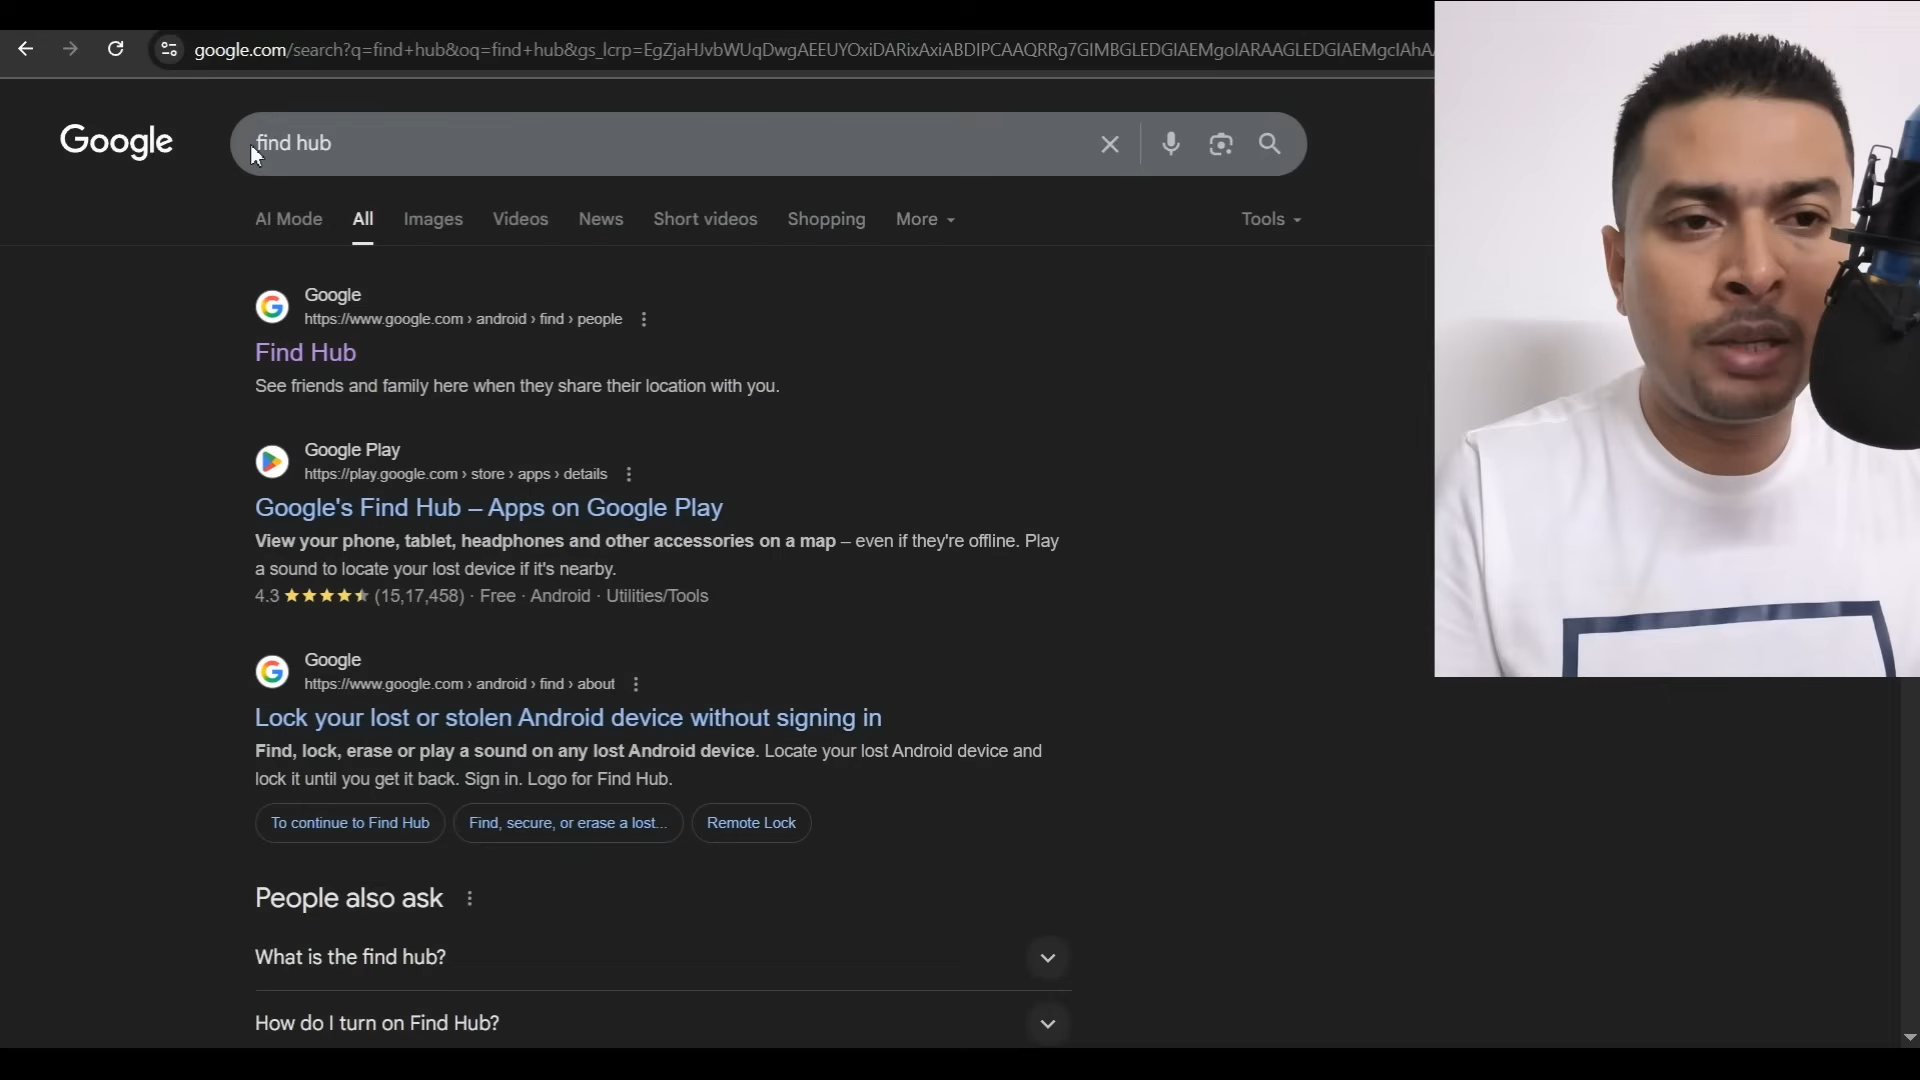 google.com/search?q=find+hub&oq=find+hub&gs_lcrp=EgZjaHJvbWUqDwgAEEUYOxiDARixAxiABDIPCAAQRRg7GIMBGLEDGIAEMgoIARAAGLEDGIAEMgcIAhAA
Google
find hub
AI Mode All Images Videos News Short videos Shopping More Tools
Google
https://www.google.com › android › find › people
Find Hub
See friends and family here when they share their location with you.
Google Play
https://play.google.com › store › apps › details
Google's Find Hub – Apps on Google Play
View your phone, tablet, headphones and other accessories on a map – even if they're offline. Play
a sound to locate your lost device if it's nearby.
4.3 ★★★★★ (15,17,458) · Free · Android · Utilities/Tools
Google
https://www.google.com › android › find › about
Lock your lost or stolen Android device without signing in
Find, lock, erase or play a sound on any lost Android device. Locate your lost Android device and
lock it until you get it back. Sign in. Logo for Find Hub.
To continue to Find Hub Find, secure, or erase a lost... Remote Lock
People also ask
What is the find hub?
How do I turn on Find Hub?